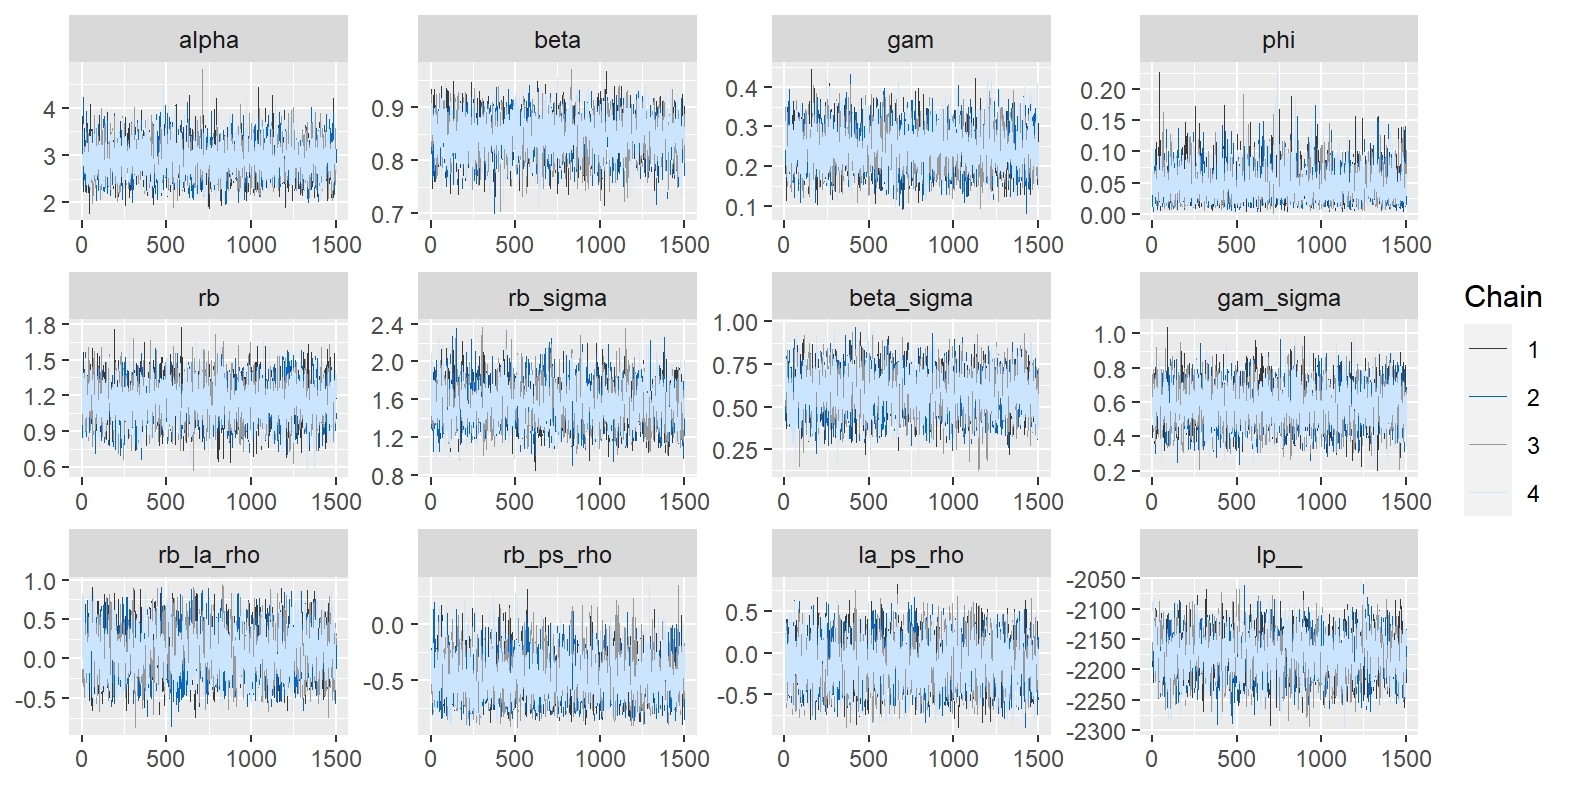 alpha beta gam phi
4 0.9 0.4 0.20
3 0.8 0.3 0.15
2 0.7 0.2 0.10
0.1 0.05
0.00
0 500 1000 1500 0 500 1000 1500 0 500 1000 1500 0 500 1000 1500
rb rb_sigma beta_sigma gam_sigma
1.8 2.4 1.00 1.0
1.5 2.0 0.75 0.8
1.2 1.6 0.50 0.6
0.9 1.2 0.25 0.4
0.6 0.8 0.2
0 500 1000 1500 0 500 1000 1500 0 500 1000 1500 0 500 1000 1500
rb_la_rho rb_ps_rho la_ps_rho lp__
1.0 0.0 0.5 -2050
0.5 -0.5 0.0 -2100
0.0 -0.5 -2150
-0.5 -2200
-2250
-2300
0 500 1000 1500 0 500 1000 1500 0 500 1000 1500 0 500 1000 1500
Chain
1
2
3
4